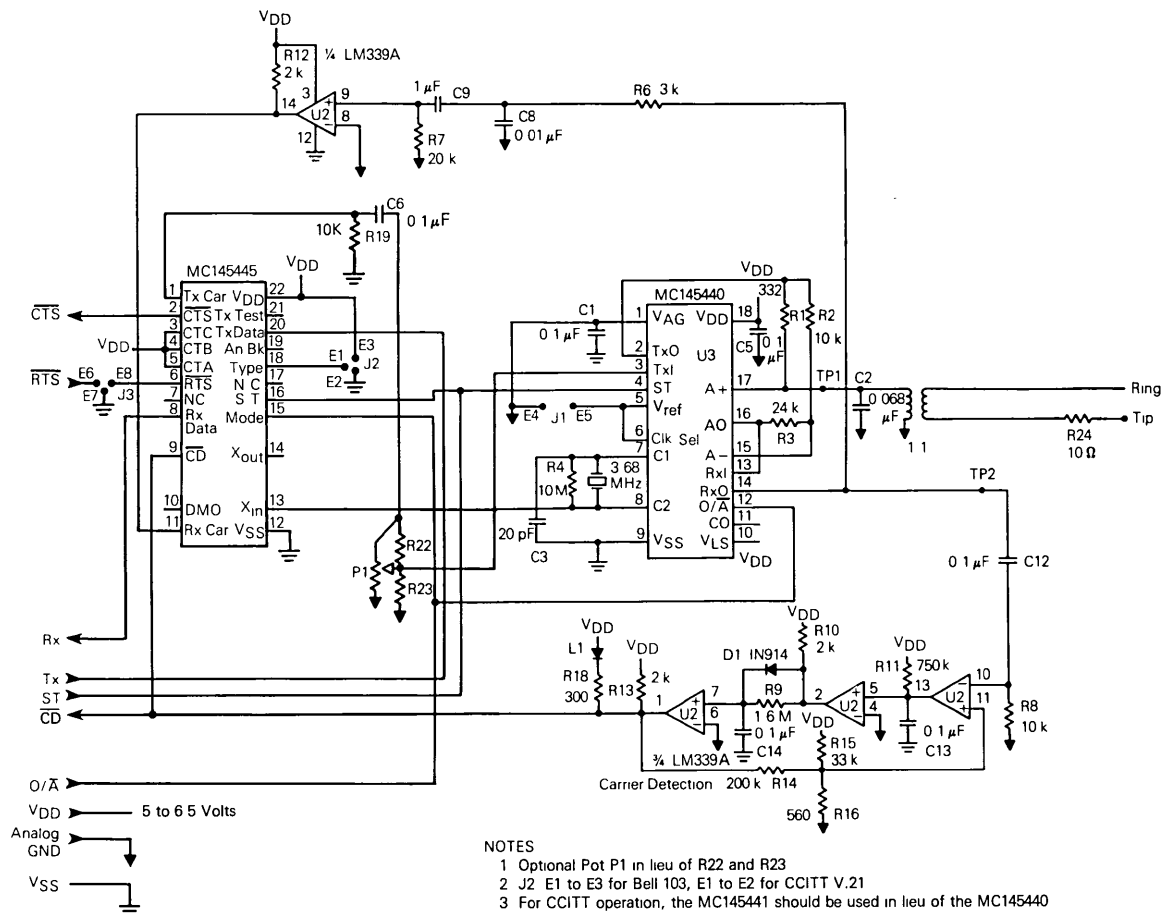 VDD
R12
2 k
¼ LM339A
3
14
U2
+
−
9
8
12
1 µF
C9
R6 3 k
C8
0 01 µF
R7
20 k
C6
0 1 µF
10K
R19
MC145445
VDD
1 Tx Car VDD 22
2 CTS Tx Test 21
3 CTC TxData 20
4 CTB An Bk 19
5 CTA Type 18
6 RTS N C 17
7 NC S T 16
8 Rx Data Mode 15
9 CD Xout 14
10 DMO Xin 13
11 Rx Car VSS 12
CTS
VDD
RTS
E6
E8
E7
J3
E3
E1
J2
E2
C1
0 1 µF
E4
J1
E5
R4
10 M
3 68
MHz
20 pF
C3
VDD
332
MC145440
U3
1 VAG VDD 18
2 TxO
3 TxI
4 ST A+ 17
5 Vref AO 16
6 Clk Sel A− 15
7 C1 RxI 13
RxO 14
8 C2 O/A 12
CO 11
9 VSS VLS 10
VDD
C5
0 1
µF
R1
R2
10 k
24 k
R3
TP1
C2
0 068
µF
1 1
Ring
Tip
R24
10 Ω
TP2
0 1 µF
C12
R22
P1
R23
Rx
Tx
ST
CD
O/A
VDD
5 to 6 5 Volts
Analog
GND
VSS
VDD
L1
R18
300
VDD
R13
2 k
1
U2
+
−
7
6
¾ LM339A
Carrier Detection
D1 IN914
R9
1 6 M
0 1 µF
C14
VDD
R10
2 k
2
U2
+
−
5
4
VDD
R11
750 k
13
0 1 µF
C13
U2
−
+
10
11
R8
10 k
VDD
R15
33 k
200 k R14
560
R16
NOTES
1 Optional Pot P1 in lieu of R22 and R23
2 J2 E1 to E3 for Bell 103, E1 to E2 for CCITT V.21
3 For CCITT operation, the MC145441 should be used in lieu of the MC145440